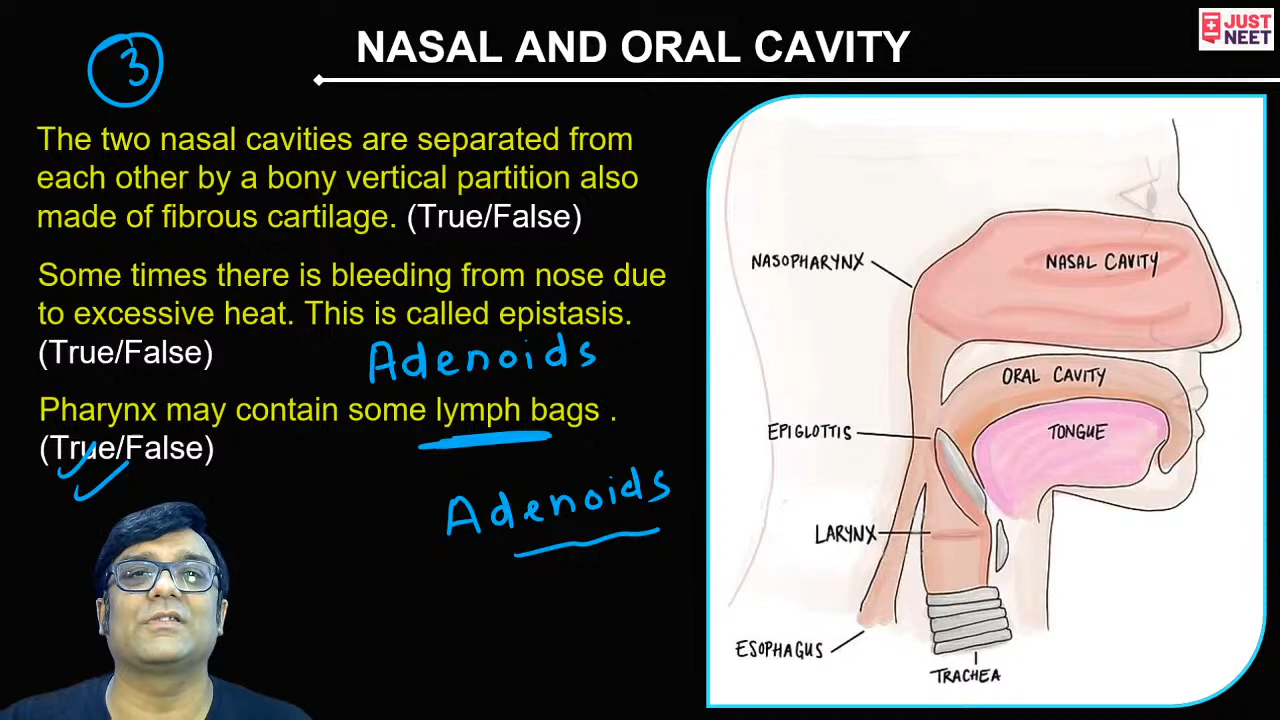 3
NASAL AND ORAL CAVITY
JUST
NEET
The two nasal cavities are separated from
each other by a bony vertical partition also
made of fibrous cartilage. (True/False)
Some times there is bleeding from nose due
to excessive heat. This is called epistasis.
(True/False)
Adenoids
Pharynx may contain some lymph bags .
(True/False)
Adenoids
NASOPHARYNX
NASAL CAVITY
ORAL CAVITY
EPIGLOTTIS
TONGUE
LARYNX
ESOPHAGUS
TRACHEA